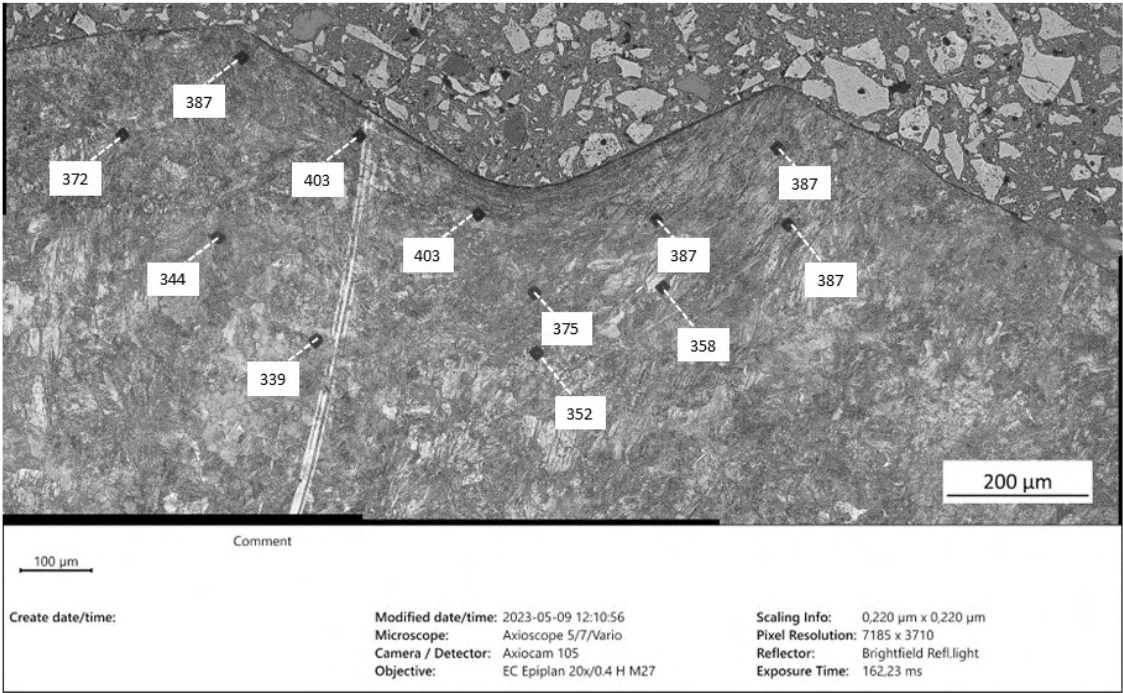 387
372
403
387
403
387
387
344
375
358
339
352
200 µm
Comment
100 µm
Create date/time:
Modified date/time: 2023-05-09 12:10:56
Microscope: Axioscope 5/7/Vario
Camera / Detector: Axiocam 105
Objective: EC Epiplan 20x/0.4 H M27
Scaling Info: 0,220 µm x 0,220 µm
Pixel Resolution: 7185 x 3710
Reflector: Brightfield Refl.light
Exposure Time: 162,23 ms